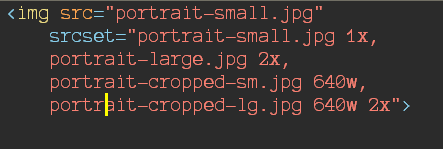 <img src="portrait-small.jpg"
srcset="portrait-small.jpg 1x,
portrait-large.jpg 2x,
portrait-cropped-sm.jpg 640w,
portrait-cropped-lg.jpg 640w 2x">